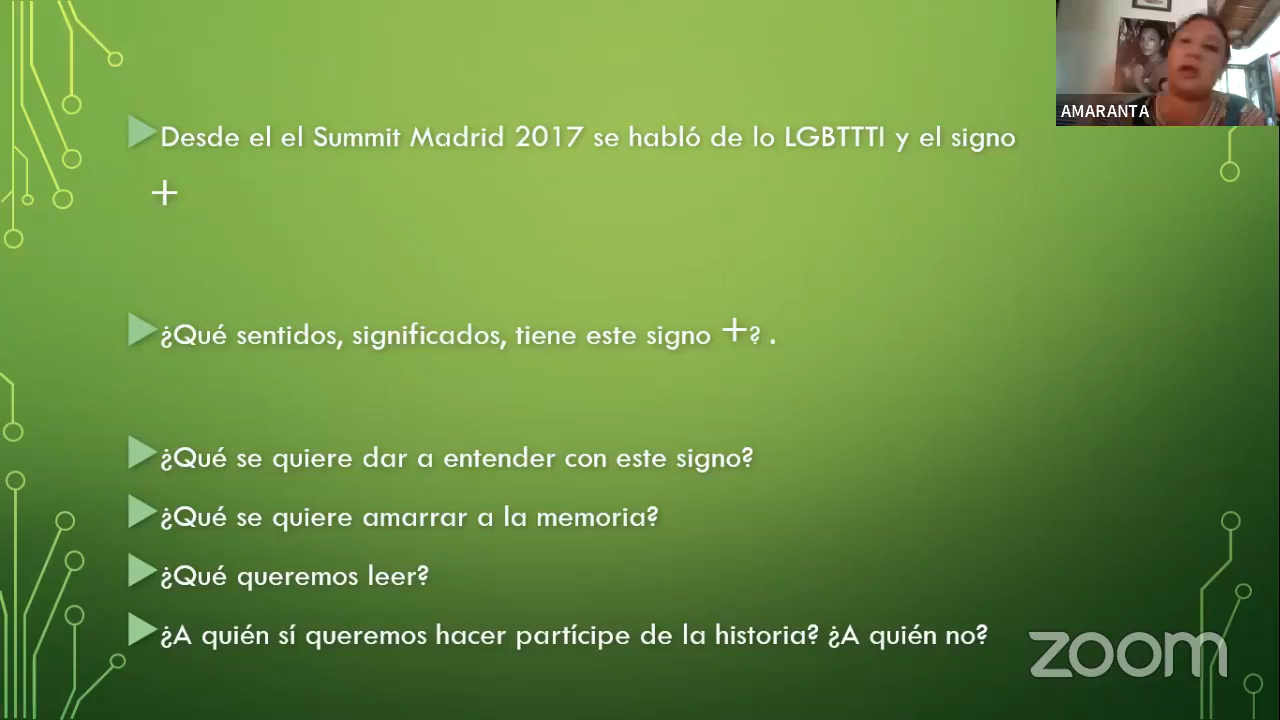 AMARANTA
Desde el el Summit Madrid 2017 se habló de lo LGBTTTI y el signo
+
¿Qué sentidos, significados, tiene este signo +? .
¿Qué se quiere dar a entender con este signo?
¿Qué se quiere amarrar a la memoria?
¿Qué queremos leer?
¿A quién sí queremos hacer partícipe de la historia? ¿A quién no?
zoom